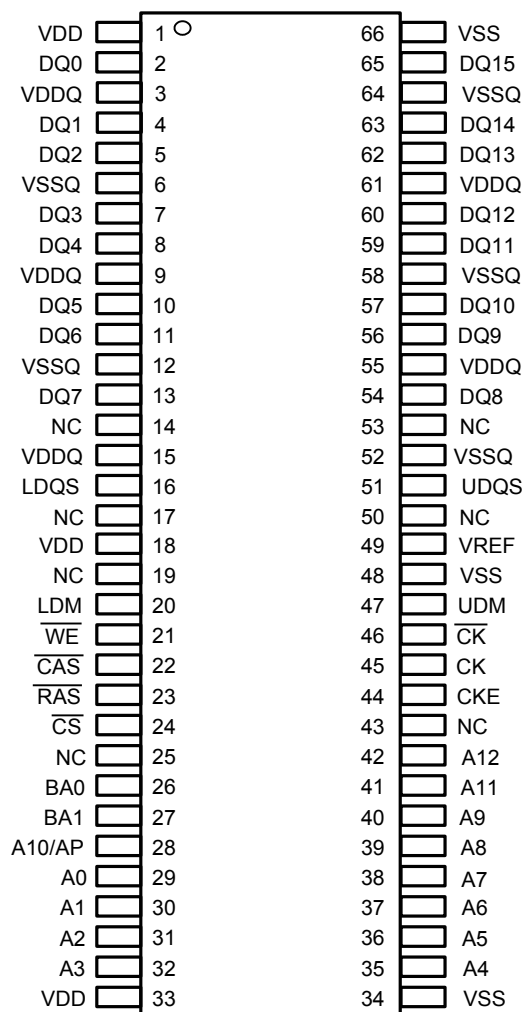 VDD 1 66 VSS
DQ0 2 65 DQ15
VDDQ 3 64 VSSQ
DQ1 4 63 DQ14
DQ2 5 62 DQ13
VSSQ 6 61 VDDQ
DQ3 7 60 DQ12
DQ4 8 59 DQ11
VDDQ 9 58 VSSQ
DQ5 10 57 DQ10
DQ6 11 56 DQ9
VSSQ 12 55 VDDQ
DQ7 13 54 DQ8
NC 14 53 NC
VDDQ 15 52 VSSQ
LDQS 16 51 UDQS
NC 17 50 NC
VDD 18 49 VREF
NC 19 48 VSS
LDM 20 47 UDM
W̅E̅ 21 46 C̅K̅
C̅A̅S̅ 22 45 CK
R̅A̅S̅ 23 44 CKE
C̅S̅ 24 43 NC
NC 25 42 A12
BA0 26 41 A11
BA1 27 40 A9
A10/AP 28 39 A8
A0 29 38 A7
A1 30 37 A6
A2 31 36 A5
A3 32 35 A4
VDD 33 34 VSS